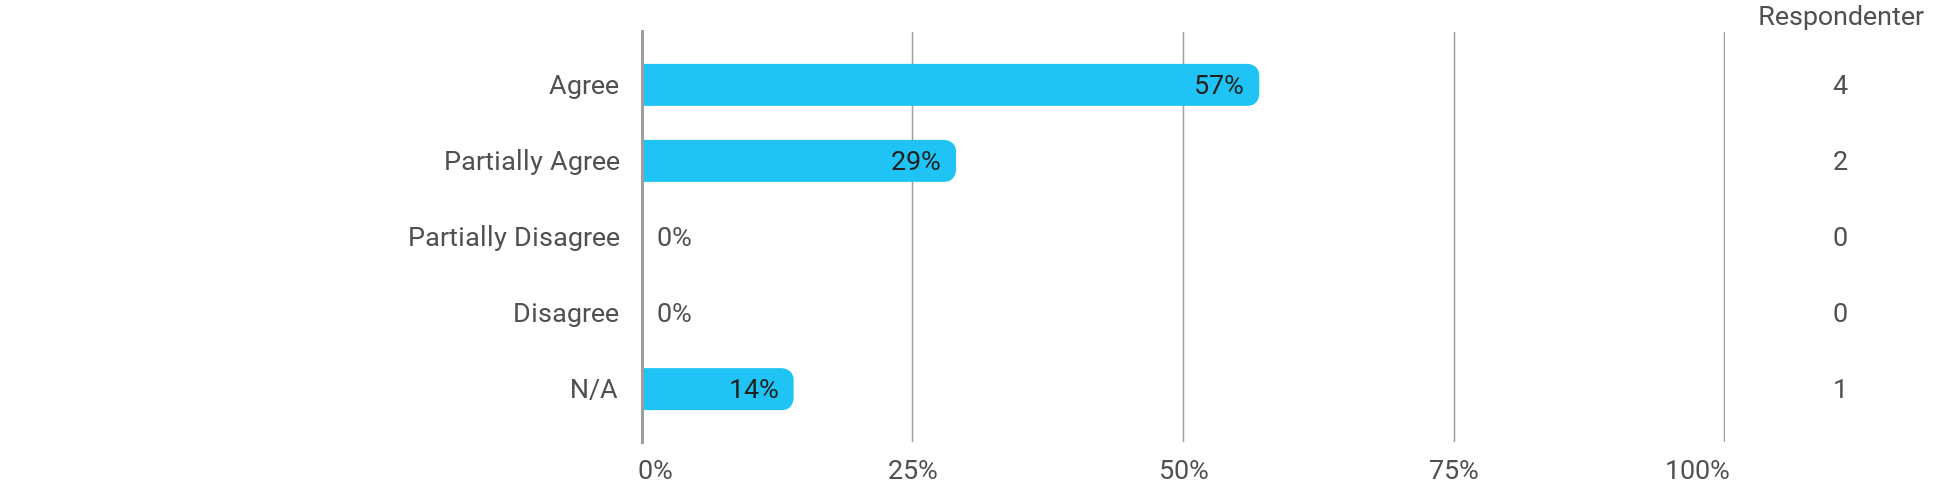 Respondenter
Agree 57% 4
Partially Agree 29% 2
Partially Disagree 0% 0
Disagree 0% 0
N/A 14% 1
0% 25% 50% 75% 100%